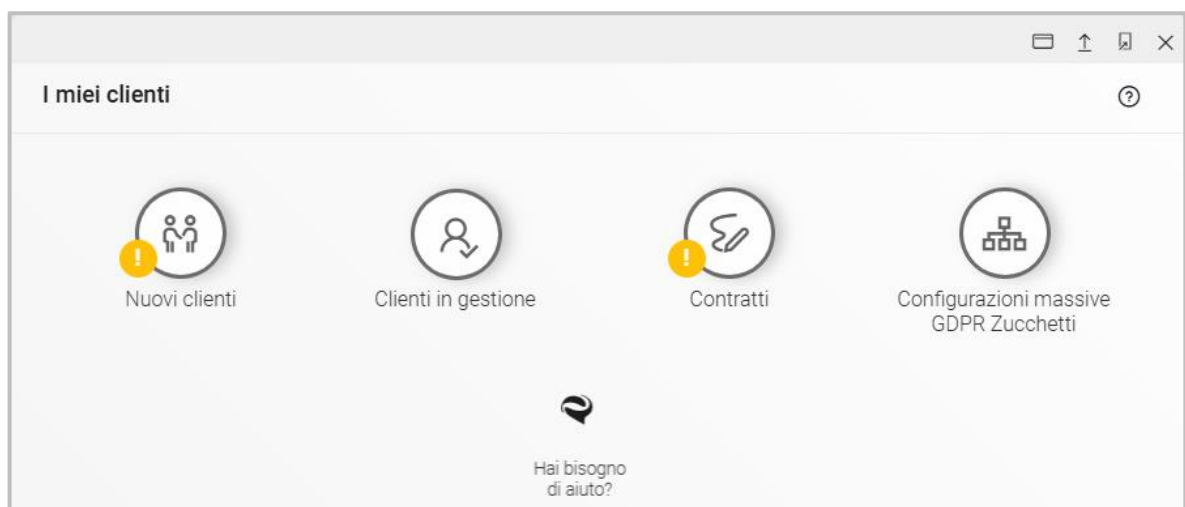 I miei clienti
Nuovi clienti
Clienti in gestione
Contratti
Configurazioni massive
GDPR Zucchetti
Hai bisogno
di aiuto?